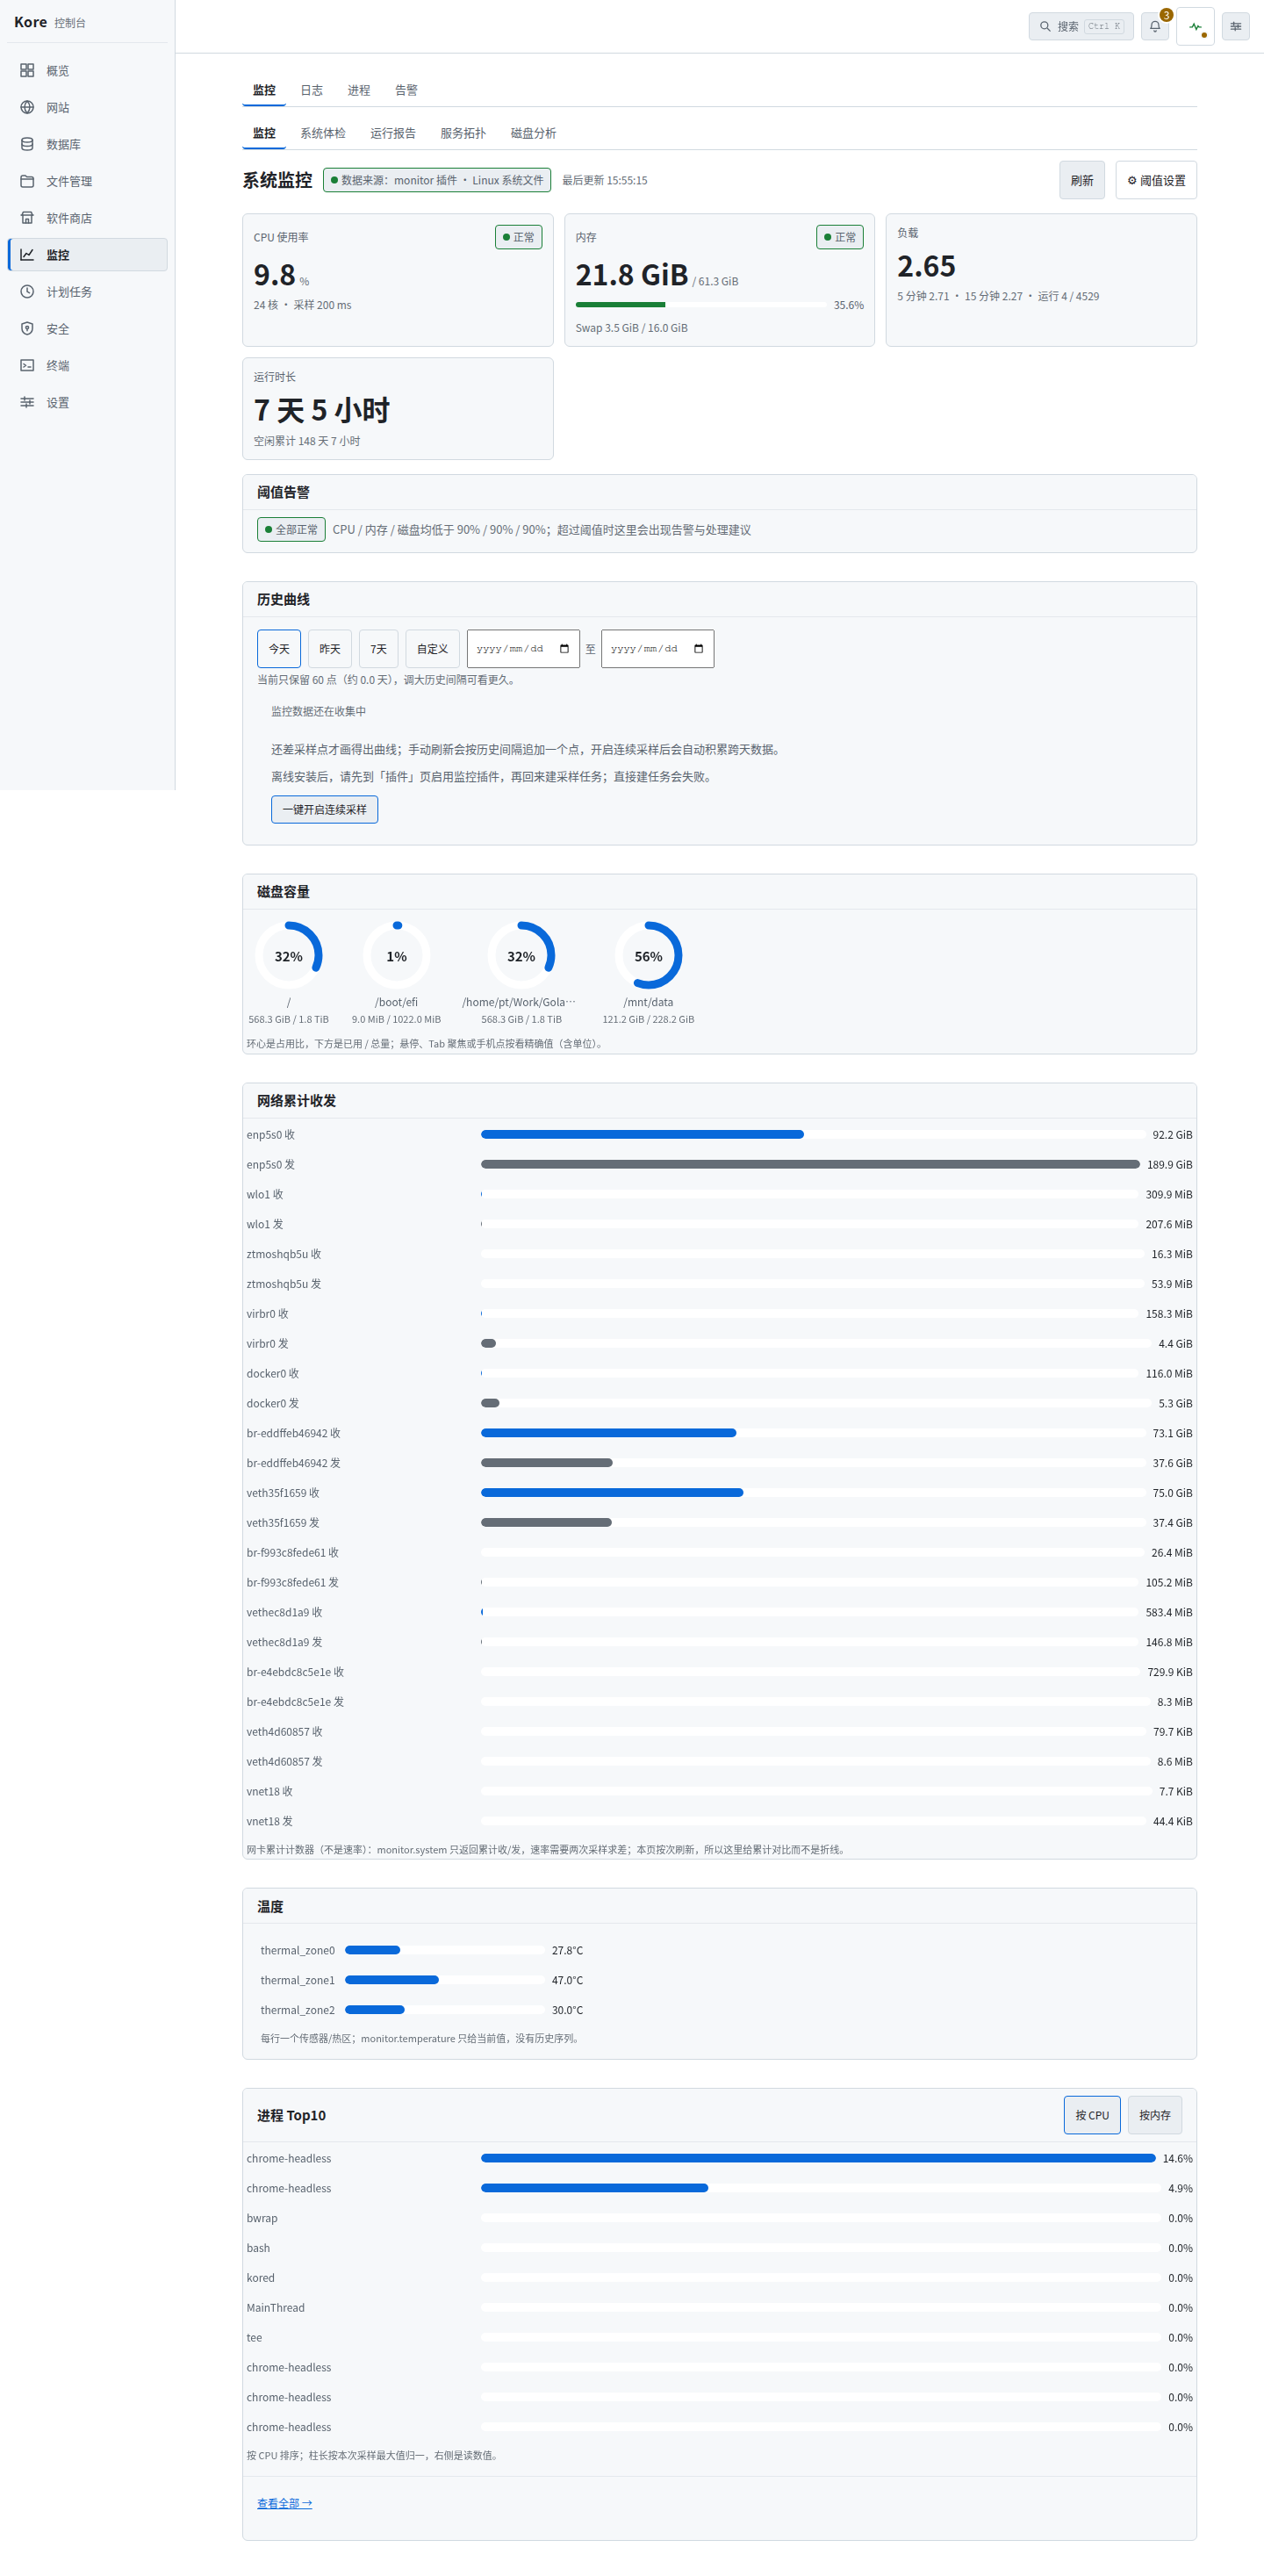 Kore 控制台
搜索 Ctrl K
3
概览
网站
数据库
文件管理
软件商店
监控
计划任务
安全
终端
设置
监控 日志 进程 告警
监控 系统体检 运行报告 服务拓扑 磁盘分析
系统监控 数据来源：monitor 插件 · Linux 系统文件 最后更新 15:55:15 刷新 ⚙ 阈值设置
CPU 使用率 正常
9.8 %
24 核 · 采样 200 ms
内存 正常
21.8 GiB / 61.3 GiB
35.6%
Swap 3.5 GiB / 16.0 GiB
负载
2.65
5 分钟 2.71 · 15 分钟 2.27 · 运行 4 / 4529
运行时长
7 天 5 小时
空闲累计 148 天 7 小时
阈值告警
全部正常 CPU / 内存 / 磁盘均低于 90% / 90% / 90%；超过阈值时这里会出现告警与处理建议
历史曲线
今天 昨天 7天 自定义 yyyy/mm/dd 至 yyyy/mm/dd
当前只保留 60 点（约 0.0 天），调大历史间隔可看更久。
监控数据还在收集中
还差采样点才画得出曲线；手动刷新会按历史间隔追加一个点，开启连续采样后会自动积累跨天数据。
离线安装后，请先到「插件」页启用监控插件，再回来建采样任务；直接建任务会失败。
一键开启连续采样
磁盘容量
32% 1% 32% 56%
/ /boot/efi /home/pt/Work/Gola… /mnt/data
568.3 GiB / 1.8 TiB 9.0 MiB / 1022.0 MiB 568.3 GiB / 1.8 TiB 121.2 GiB / 228.2 GiB
环心是占用比，下方是已用 / 总量；悬停、Tab 聚焦或手机点按看精确值（含单位）。
网络累计收发
enp5s0 收 92.2 GiB
enp5s0 发 189.9 GiB
wlo1 收 309.9 MiB
wlo1 发 207.6 MiB
ztmoshqb5u 收 16.3 MiB
ztmoshqb5u 发 53.9 MiB
virbr0 收 158.3 MiB
virbr0 发 4.4 GiB
docker0 收 116.0 MiB
docker0 发 5.3 GiB
br-eddffeb46942 收 73.1 GiB
br-eddffeb46942 发 37.6 GiB
veth35f1659 收 75.0 GiB
veth35f1659 发 37.4 GiB
br-f993c8fede61 收 26.4 MiB
br-f993c8fede61 发 105.2 MiB
vethec8d1a9 收 583.4 MiB
vethec8d1a9 发 146.8 MiB
br-e4ebdc8c5e1e 收 729.9 KiB
br-e4ebdc8c5e1e 发 8.3 MiB
veth4d60857 收 79.7 KiB
veth4d60857 发 8.6 MiB
vnet18 收 7.7 KiB
vnet18 发 44.4 KiB
网卡累计计数器（不是速率）：monitor.system 只返回累计收/发，速率需要两次采样求差；本页按次刷新，所以这里给累计对比而不是折线。
温度
thermal_zone0 27.8°C
thermal_zone1 47.0°C
thermal_zone2 30.0°C
每行一个传感器/热区；monitor.temperature 只给当前值，没有历史序列。
进程 Top10 按 CPU 按内存
chrome-headless 14.6%
chrome-headless 4.9%
bwrap 0.0%
bash 0.0%
kored 0.0%
MainThread 0.0%
tee 0.0%
chrome-headless 0.0%
chrome-headless 0.0%
chrome-headless 0.0%
按 CPU 排序；柱长按本次采样最大值归一，右侧是读数值。
查看全部 →